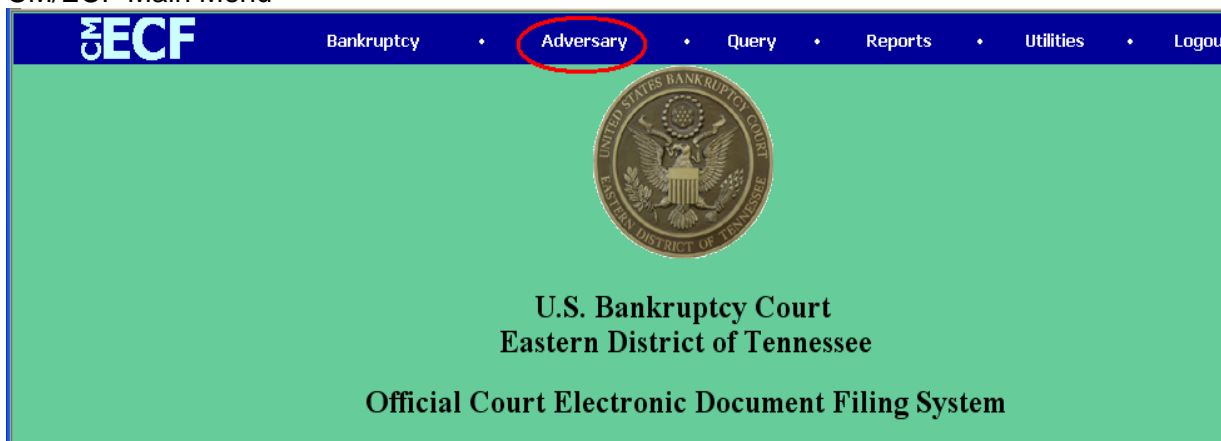 CM/ECF Main Menu
CM ECF Bankruptcy • Adversary • Query • Reports • Utilities • Logou
UNITED STATES BANKRUPTCY COURT
EASTERN DISTRICT OF TENNESSEE
U.S. Bankruptcy Court
Eastern District of Tennessee
Official Court Electronic Document Filing System